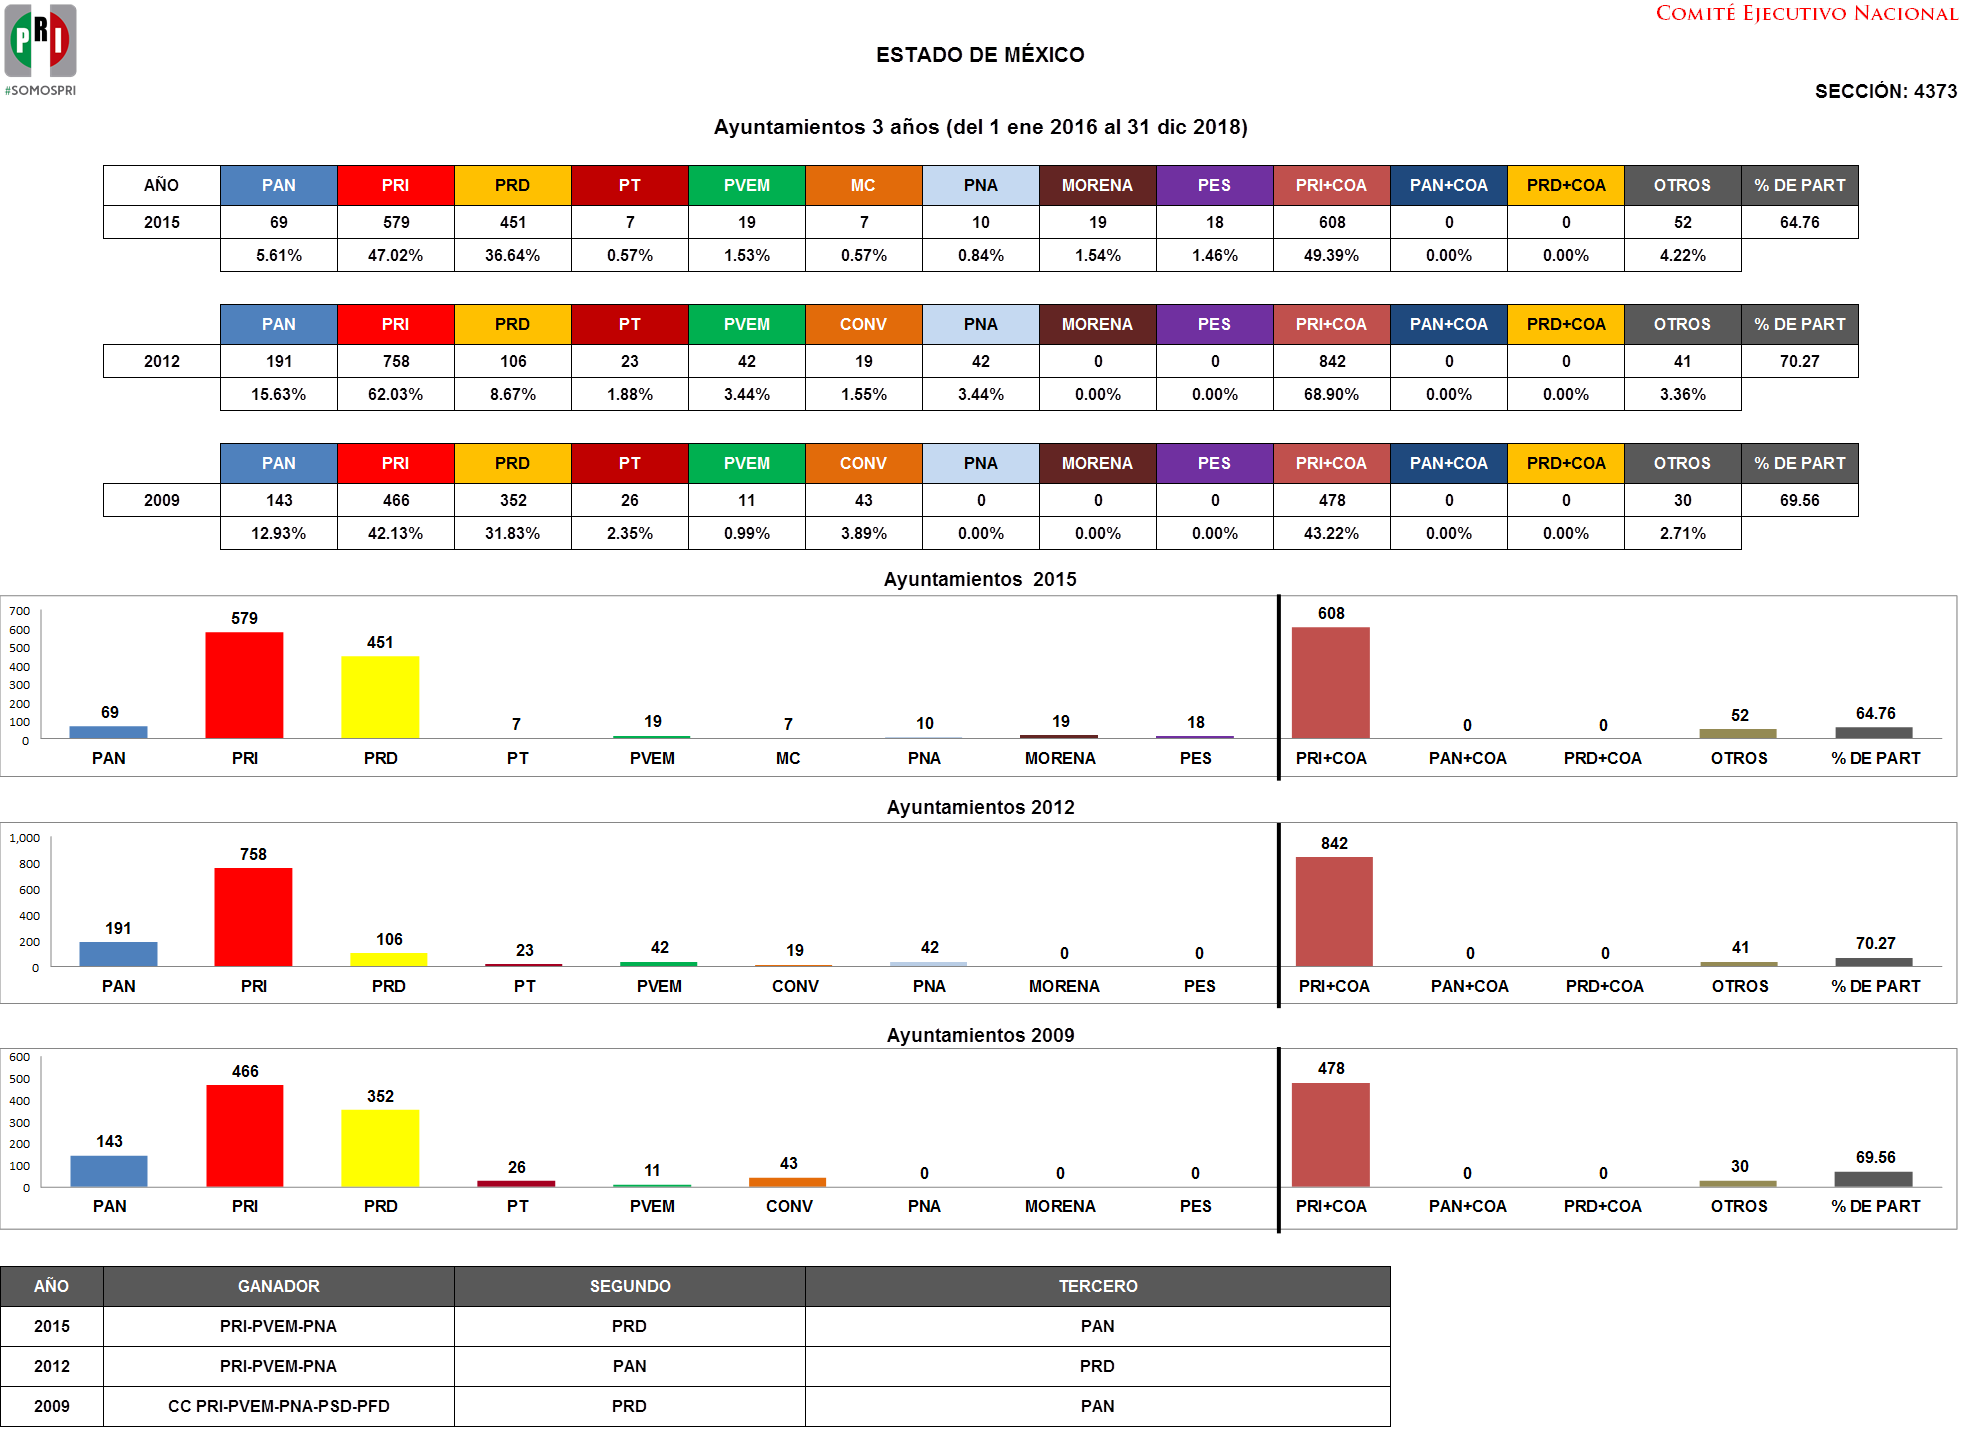 PRI
#SOMOSPRI
COMITÉ EJECUTIVO NACIONAL
ESTADO DE MÉXICO
SECCIÓN: 4373
Ayuntamientos 3 años (del 1 ene 2016 al 31 dic 2018)
AÑO PAN PRI PRD PT PVEM MC PNA MORENA PES PRI+COA PAN+COA PRD+COA OTROS % DE PART
2015 69 579 451 7 19 7 10 19 18 608 0 0 52 64.76
5.61% 47.02% 36.64% 0.57% 1.53% 0.57% 0.84% 1.54% 1.46% 49.39% 0.00% 0.00% 4.22%
PAN PRI PRD PT PVEM CONV PNA MORENA PES PRI+COA PAN+COA PRD+COA OTROS % DE PART
2012 191 758 106 23 42 19 42 0 0 842 0 0 41 70.27
15.63% 62.03% 8.67% 1.88% 3.44% 1.55% 3.44% 0.00% 0.00% 68.90% 0.00% 0.00% 3.36%
PAN PRI PRD PT PVEM CONV PNA MORENA PES PRI+COA PAN+COA PRD+COA OTROS % DE PART
2009 143 466 352 26 11 43 0 0 0 478 0 0 30 69.56
12.93% 42.13% 31.83% 2.35% 0.99% 3.89% 0.00% 0.00% 0.00% 43.22% 0.00% 0.00% 2.71%
Ayuntamientos 2015
700
600
500
400
300
200
100
0
69 579 451 7 19 7 10 19 18 608 0 0 52 64.76
PAN PRI PRD PT PVEM MC PNA MORENA PES PRI+COA PAN+COA PRD+COA OTROS % DE PART
Ayuntamientos 2012
1,000
800
600
400
200
0
191 758 106 23 42 19 42 0 0 842 0 0 41 70.27
PAN PRI PRD PT PVEM CONV PNA MORENA PES PRI+COA PAN+COA PRD+COA OTROS % DE PART
Ayuntamientos 2009
600
500
400
300
200
100
0
143 466 352 26 11 43 0 0 0 478 0 0 30 69.56
PAN PRI PRD PT PVEM CONV PNA MORENA PES PRI+COA PAN+COA PRD+COA OTROS % DE PART
AÑO GANADOR SEGUNDO TERCERO
2015 PRI-PVEM-PNA PRD PAN
2012 PRI-PVEM-PNA PAN PRD
2009 CC PRI-PVEM-PNA-PSD-PFD PRD PAN